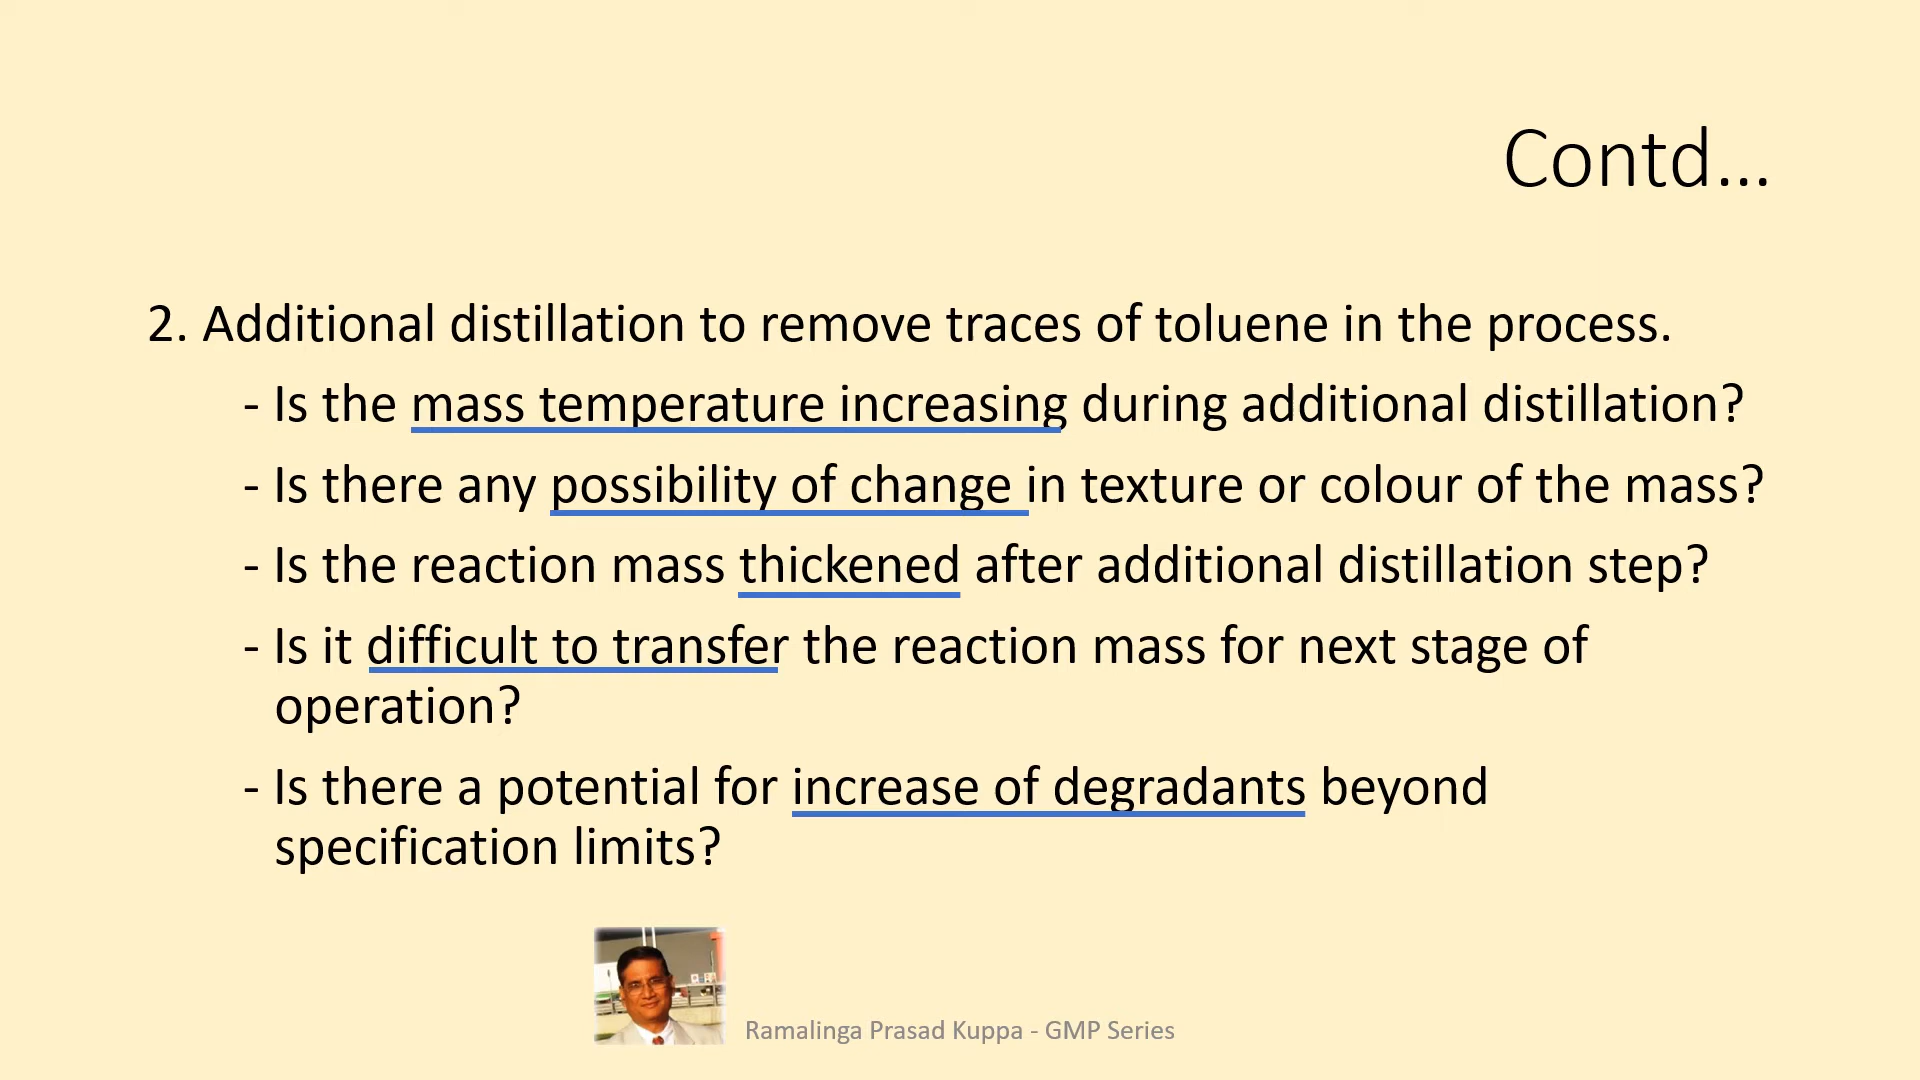 Contd...
2. Additional distillation to remove traces of toluene in the process.
- Is the mass temperature increasing during additional distillation?
- Is there any possibility of change in texture or colour of the mass?
- Is the reaction mass thickened after additional distillation step?
- Is it difficult to transfer the reaction mass for next stage of
operation?
- Is there a potential for increase of degradants beyond
specification limits?
Ramalinga Prasad Kuppa - GMP Series